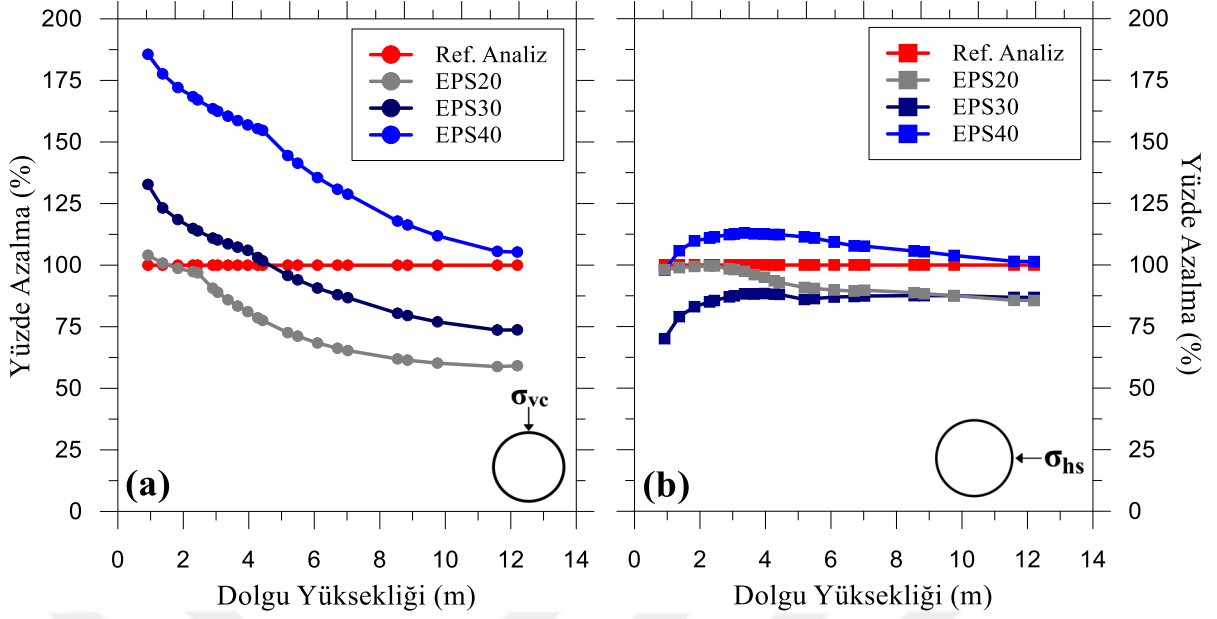 200
175
150
125
100
75
50
25
0
Yüzde Azalma (%)
Ref. Analiz
EPS20
EPS30
EPS40
σvc
(a)
0 2 4 6 8 10 12 14
Dolgu Yüksekliği (m)
Ref. Analiz
EPS20
EPS30
EPS40
σhs
(b)
0 2 4 6 8 10 12 14
Dolgu Yüksekliği (m)
200
175
150
125
100
75
50
25
0
Yüzde Azalma (%)